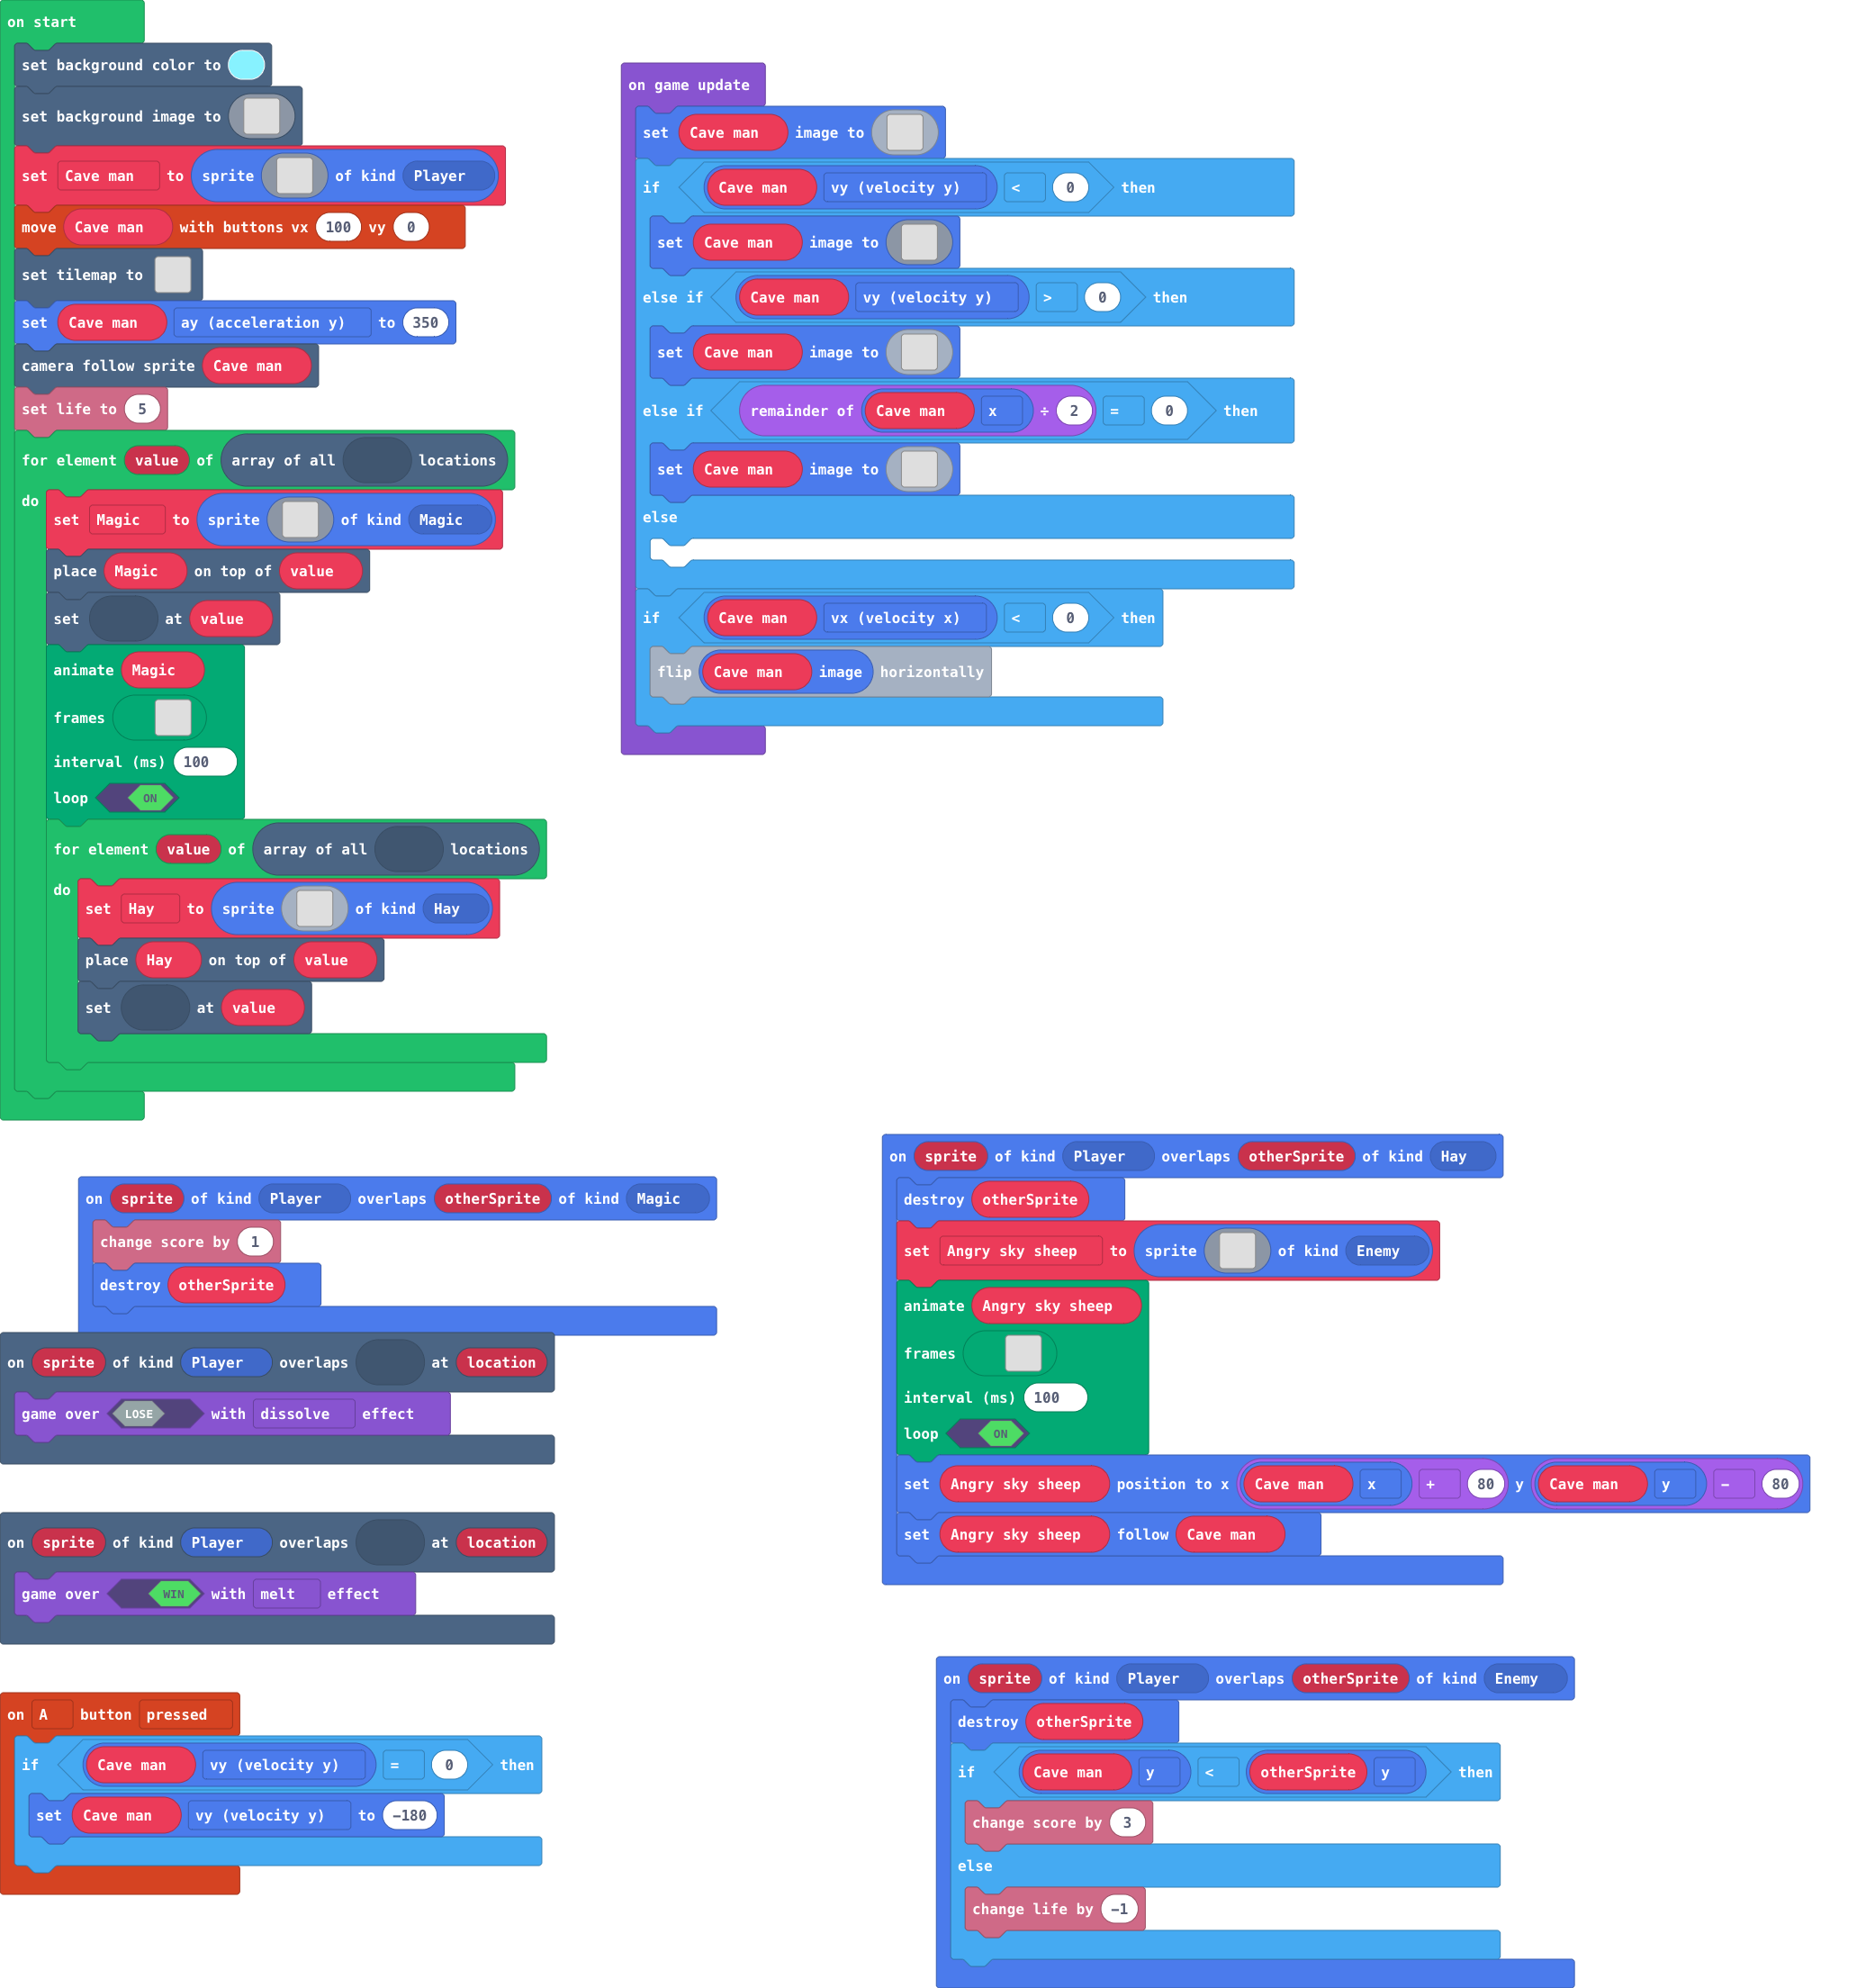 on start
set background color to
set background image to
set Cave man to sprite of kind Player
move Cave man with buttons vx 100 vy 0
set tilemap to
set Cave man ay (acceleration y) to 350
camera follow sprite Cave man
set life to 5
for element value of array of all locations
do
set Magic to sprite of kind Magic
place Magic on top of value
set at value
animate Magic
frames
interval (ms) 100
loop ON
for element value of array of all locations
do
set Hay to sprite of kind Hay
place Hay on top of value
set at value
on game update
set Cave man image to
if Cave man vy (velocity y) < 0 then
set Cave man image to
else if Cave man vy (velocity y) > 0 then
set Cave man image to
else if remainder of Cave man x ÷ 2 = 0 then
set Cave man image to
else
if Cave man vx (velocity x) < 0 then
flip Cave man image horizontally
on sprite of kind Player overlaps otherSprite of kind Magic
change score by 1
destroy otherSprite
on sprite of kind Player overlaps at location
game over LOSE with dissolve effect
on sprite of kind Player overlaps at location
game over WIN with melt effect
on A button pressed
if Cave man vy (velocity y) = 0 then
set Cave man vy (velocity y) to −180
on sprite of kind Player overlaps otherSprite of kind Hay
destroy otherSprite
set Angry sky sheep to sprite of kind Enemy
animate Angry sky sheep
frames
interval (ms) 100
loop ON
set Angry sky sheep position to x Cave man x + 80 y Cave man y − 80
set Angry sky sheep follow Cave man
on sprite of kind Player overlaps otherSprite of kind Enemy
destroy otherSprite
if Cave man y < otherSprite y then
change score by 3
else
change life by −1